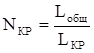 N_КР = L_общ / L_КР